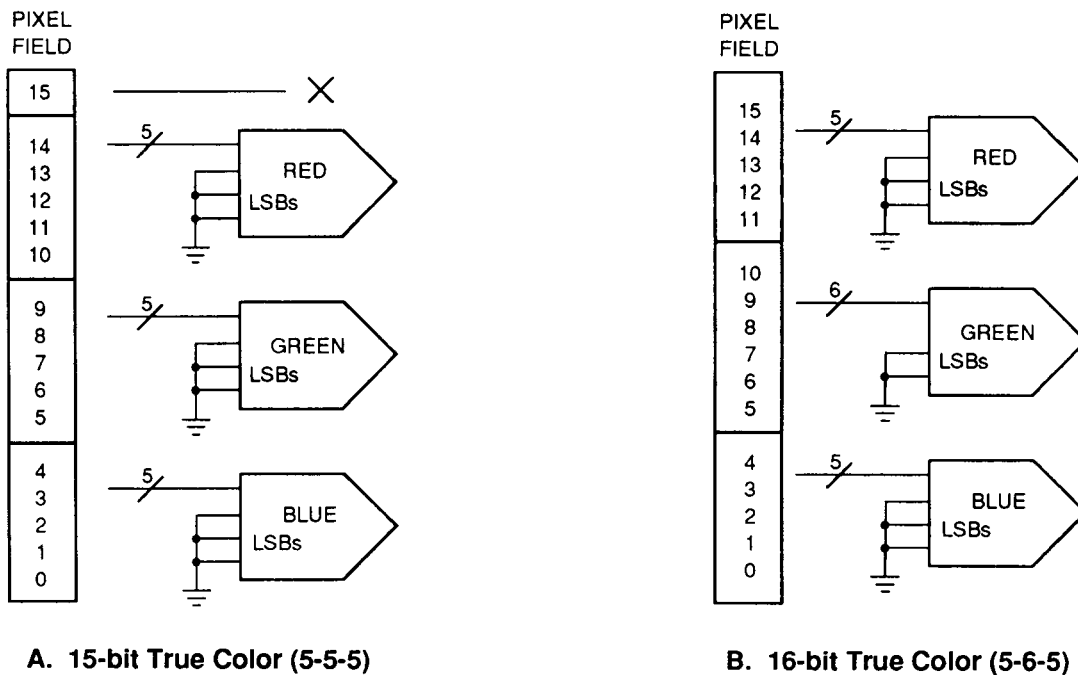 PIXEL
FIELD
15
14
13
12
11
10
9
8
7
6
5
4
3
2
1
0
5
RED
LSBs
5
GREEN
LSBs
5
BLUE
LSBs
A. 15-bit True Color (5-5-5)
PIXEL
FIELD
15
14
13
12
11
10
9
8
7
6
5
4
3
2
1
0
5
RED
LSBs
6
GREEN
LSBs
5
BLUE
LSBs
B. 16-bit True Color (5-6-5)